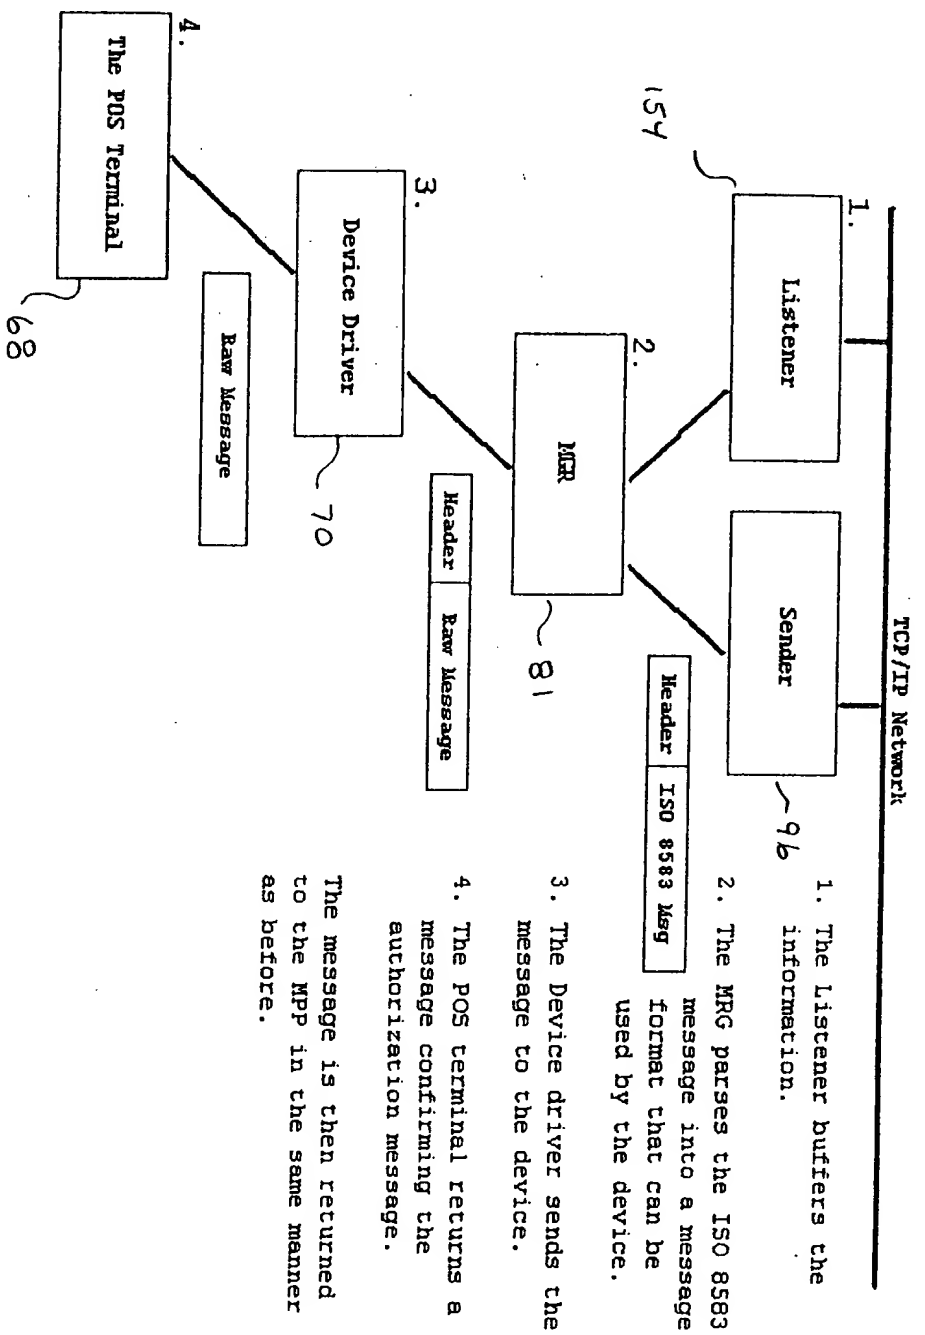 TCP/IP Network
1.
Listener
154
Sender
96
Header ISO 8583 Msg
2.
MGR
81
Header Raw Message
3.
Device Driver
70
Raw Message
4.
The POS Terminal
68
1. The Listener buffers the
information.
2. The MRG parses the ISO 8583
message into a message
format that can be
used by the device.
3. The Device driver sends the
message to the device.
4. The POS terminal returns a
message confirming the
authorization message.
The message is then returned
to the MPP in the same manner
as before.